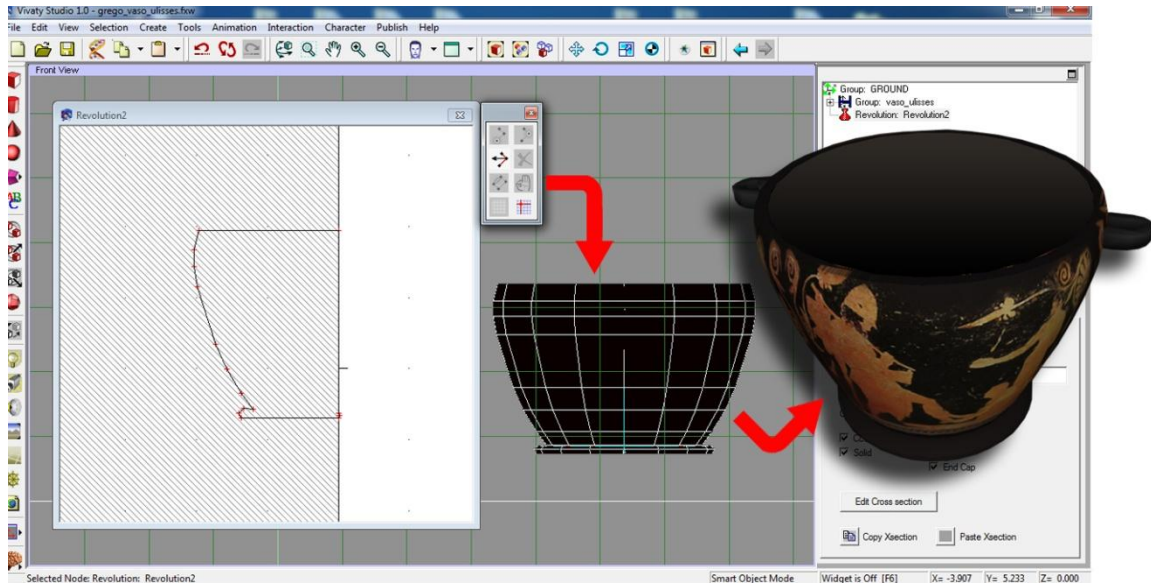 Vivaty Studio 1.0 - grego_vaso_ulisses.fxw
File Edit View Selection Create Tools Animation Interaction Character Publish Help
Front View
Revolution2
Group: GROUND
Group: vaso_ulisses
Revolution: Revolution2
ABC
Solid
End Cap
Edit Cross section
Copy Xsection
Paste Xsection
Selected Node: Revolution: Revolution2
Smart Object Mode
Widget is Off [F6]
X= -3.907 Y= 5.233 Z= 0.000